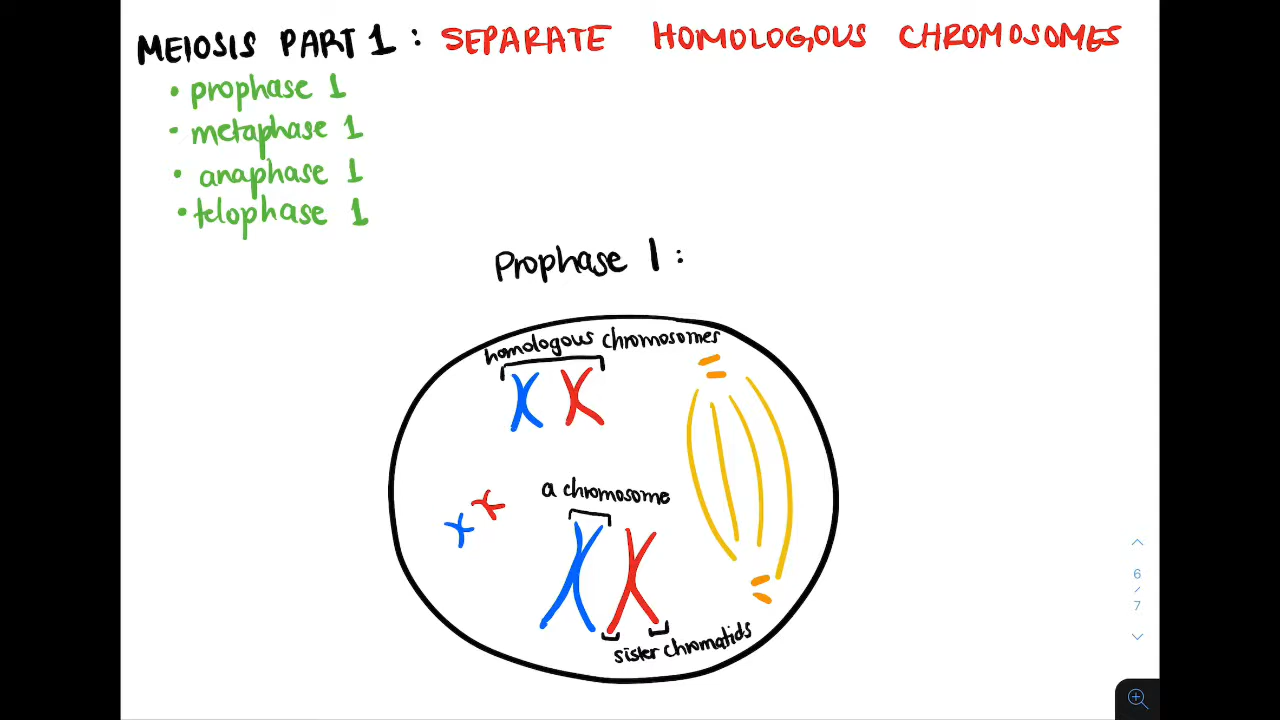 MEIOSIS PART 1 : SEPARATE HOMOLOGOUS CHROMOSOMES
• prophase 1
• metaphase 1
• anaphase 1
• telophase 1
Prophase 1 :
homologous chromosomes
a chromosome
sister chromatids
6
/
7